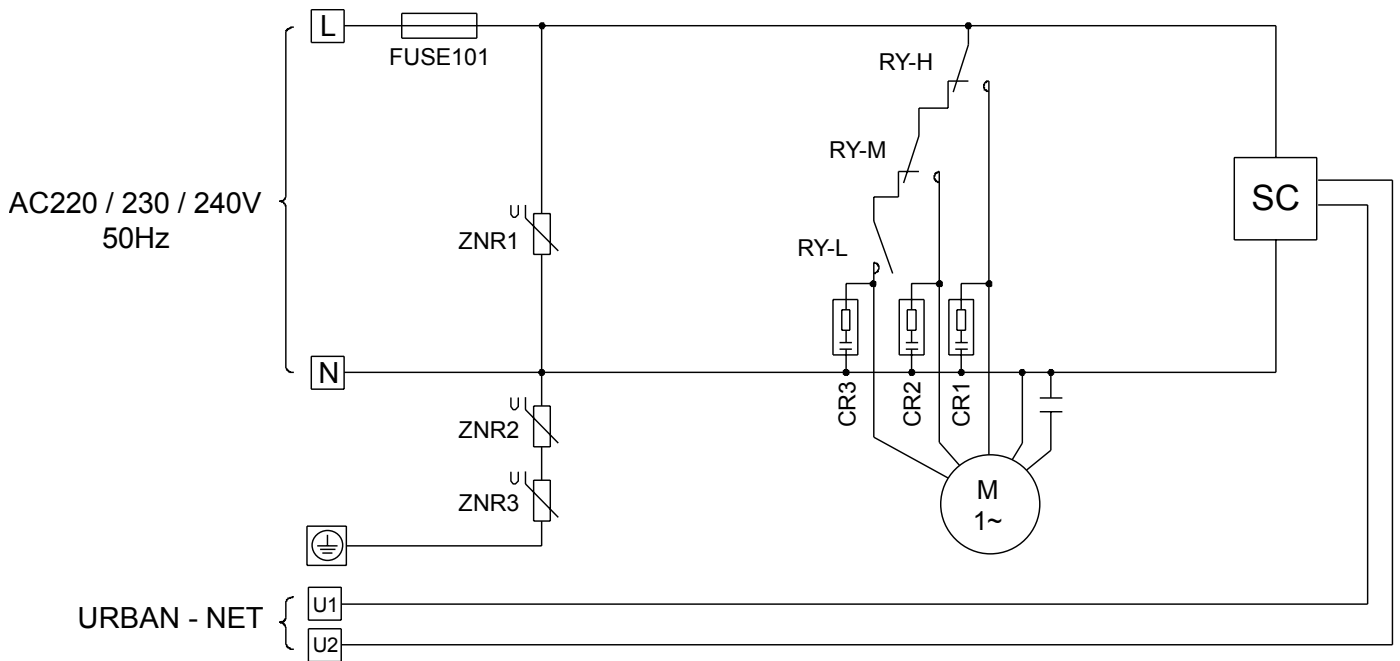 L
FUSE101
RY-H
RY-M
AC220 / 230 / 240V
50Hz
SC
U
ZNR1
RY-L
N
CR3
CR2
CR1
U
ZNR2
U
ZNR3
M
1~
URBAN - NET
U1
U2